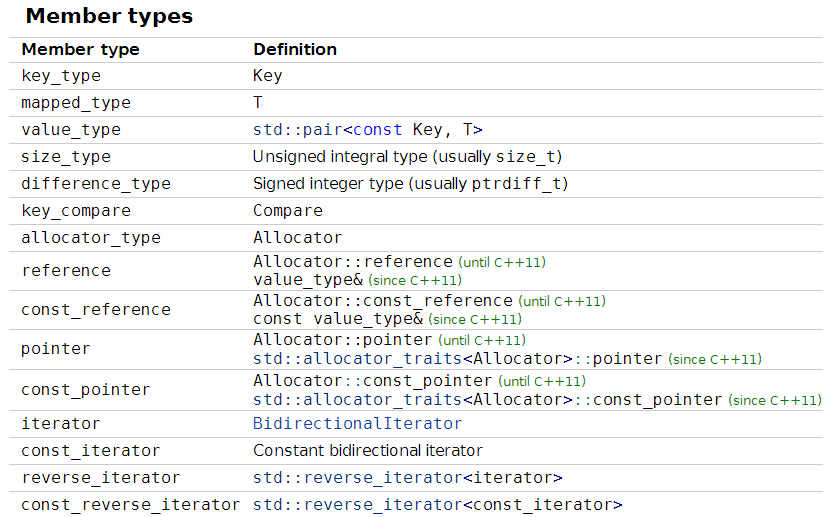 Member types
Member type Definition
key_type Key
mapped_type T
value_type std::pair<const Key, T>
size_type Unsigned integral type (usually size_t)
difference_type Signed integer type (usually ptrdiff_t)
key_compare Compare
allocator_type Allocator
reference Allocator::reference (until C++11)
value_type& (since C++11)
const_reference Allocator::const_reference (until C++11)
const value_type& (since C++11)
pointer Allocator::pointer (until C++11)
std::allocator_traits<Allocator>::pointer (since C++11)
const_pointer Allocator::const_pointer (until C++11)
std::allocator_traits<Allocator>::const_pointer (since C++11)
iterator BidirectionalIterator
const_iterator Constant bidirectional iterator
reverse_iterator std::reverse_iterator<iterator>
const_reverse_iterator std::reverse_iterator<const_iterator>